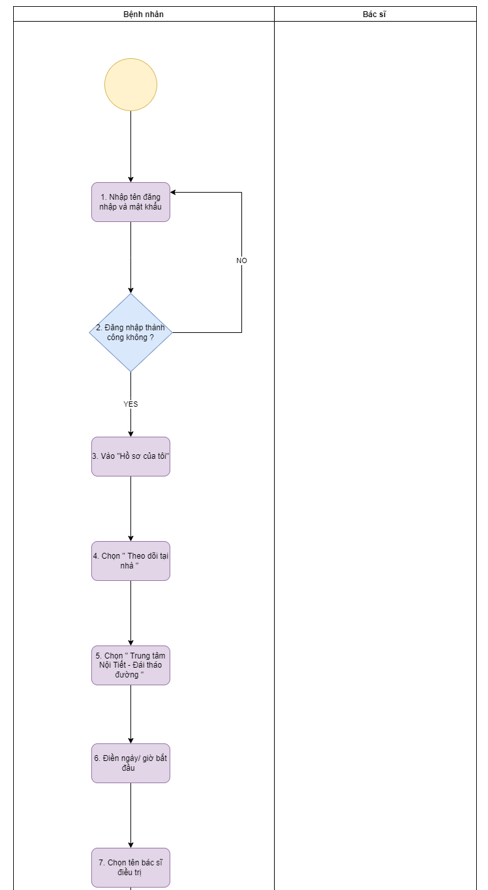 Bệnh nhân
Bác sĩ
1. Nhập tên đăng
nhập và mật khẩu
NO
2. Đăng nhập thành
công không ?
YES
3. Vào "Hồ sơ của tôi"
4. Chọn " Theo dõi tại
nhà "
5. Chọn " Trung tâm
Nội Tiết - Đái tháo
đường "
6. Điền ngày/ giờ bắt
đầu
7. Chọn tên bác sĩ
điều trị